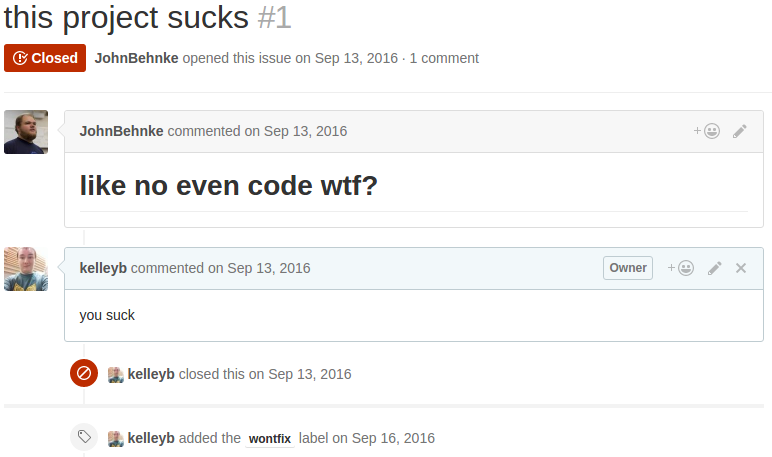 this project sucks #1
Closed JohnBehnke opened this issue on Sep 13, 2016 · 1 comment
JohnBehnke commented on Sep 13, 2016
like no even code wtf?
kelleyb commented on Sep 13, 2016 Owner
you suck
kelleyb closed this on Sep 13, 2016
kelleyb added the wontfix label on Sep 16, 2016